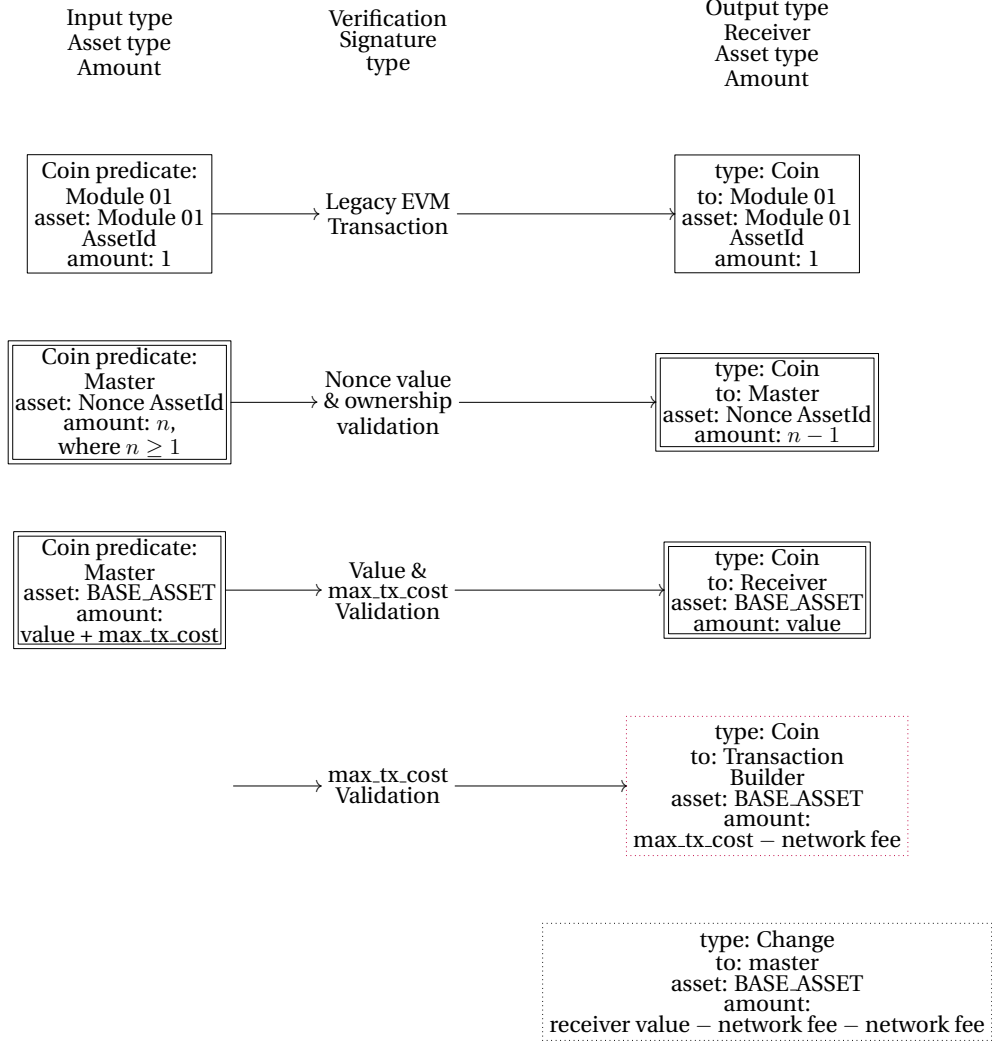 Input type
Asset type
Amount
Verification
Signature
type
Output type
Receiver
Asset type
Amount
Coin predicate:
Module 01
asset: Module 01
AssetId
amount: 1
Legacy EVM
Transaction
type: Coin
to: Module 01
asset: Module 01
AssetId
amount: 1
Coin predicate:
Master
asset: Nonce AssetId
amount: n,
where n ≥ 1
Nonce value
& ownership
validation
type: Coin
to: Master
asset: Nonce AssetId
amount: n − 1
Coin predicate:
Master
asset: BASE_ASSET
amount:
value + max_tx_cost
Value &
max_tx_cost
Validation
type: Coin
to: Receiver
asset: BASE_ASSET
amount: value
max_tx_cost
Validation
type: Coin
to: Transaction
Builder
asset: BASE_ASSET
amount:
max_tx_cost − network fee
type: Change
to: master
asset: BASE_ASSET
amount:
receiver value − network fee − network fee